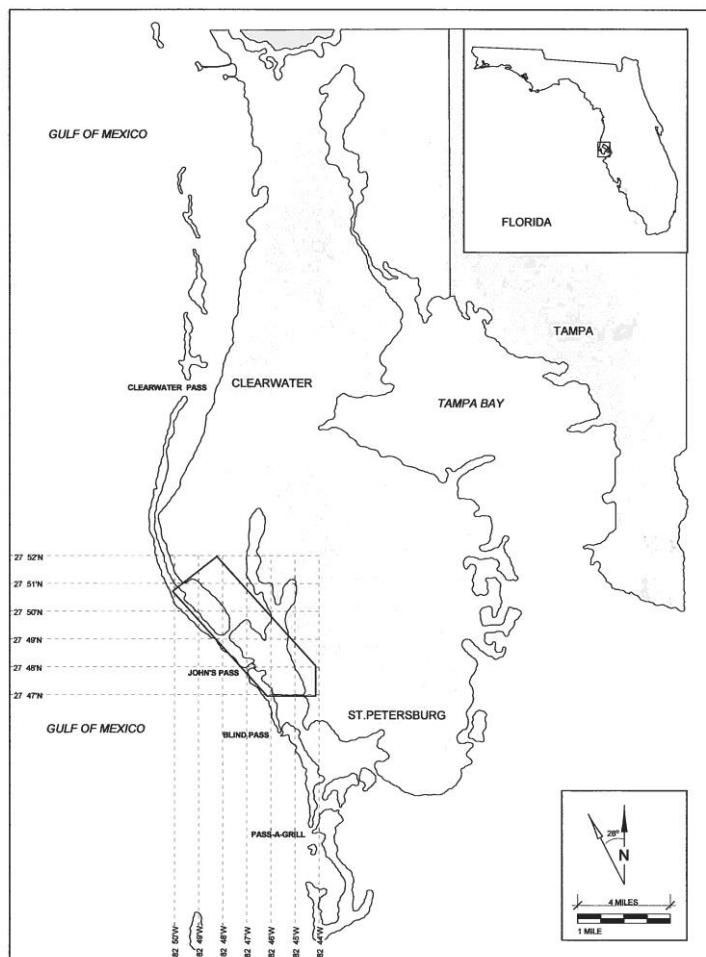 GULF OF MEXICO
FLORIDA
TAMPA
CLEARWATER PASS
CLEARWATER
TAMPA BAY
27 52'N
27 51'N
27 50'N
27 49'N
27 48'N
27 47'N
JOHN'S PASS
ST.PETERSBURG
GULF OF MEXICO
BLIND PASS
PASS-A-GRILL
28°
N
4 MILES
1 MILE
82 50'W
82 49'W
82 48'W
82 47'W
82 46'W
82 45'W
82 44'W